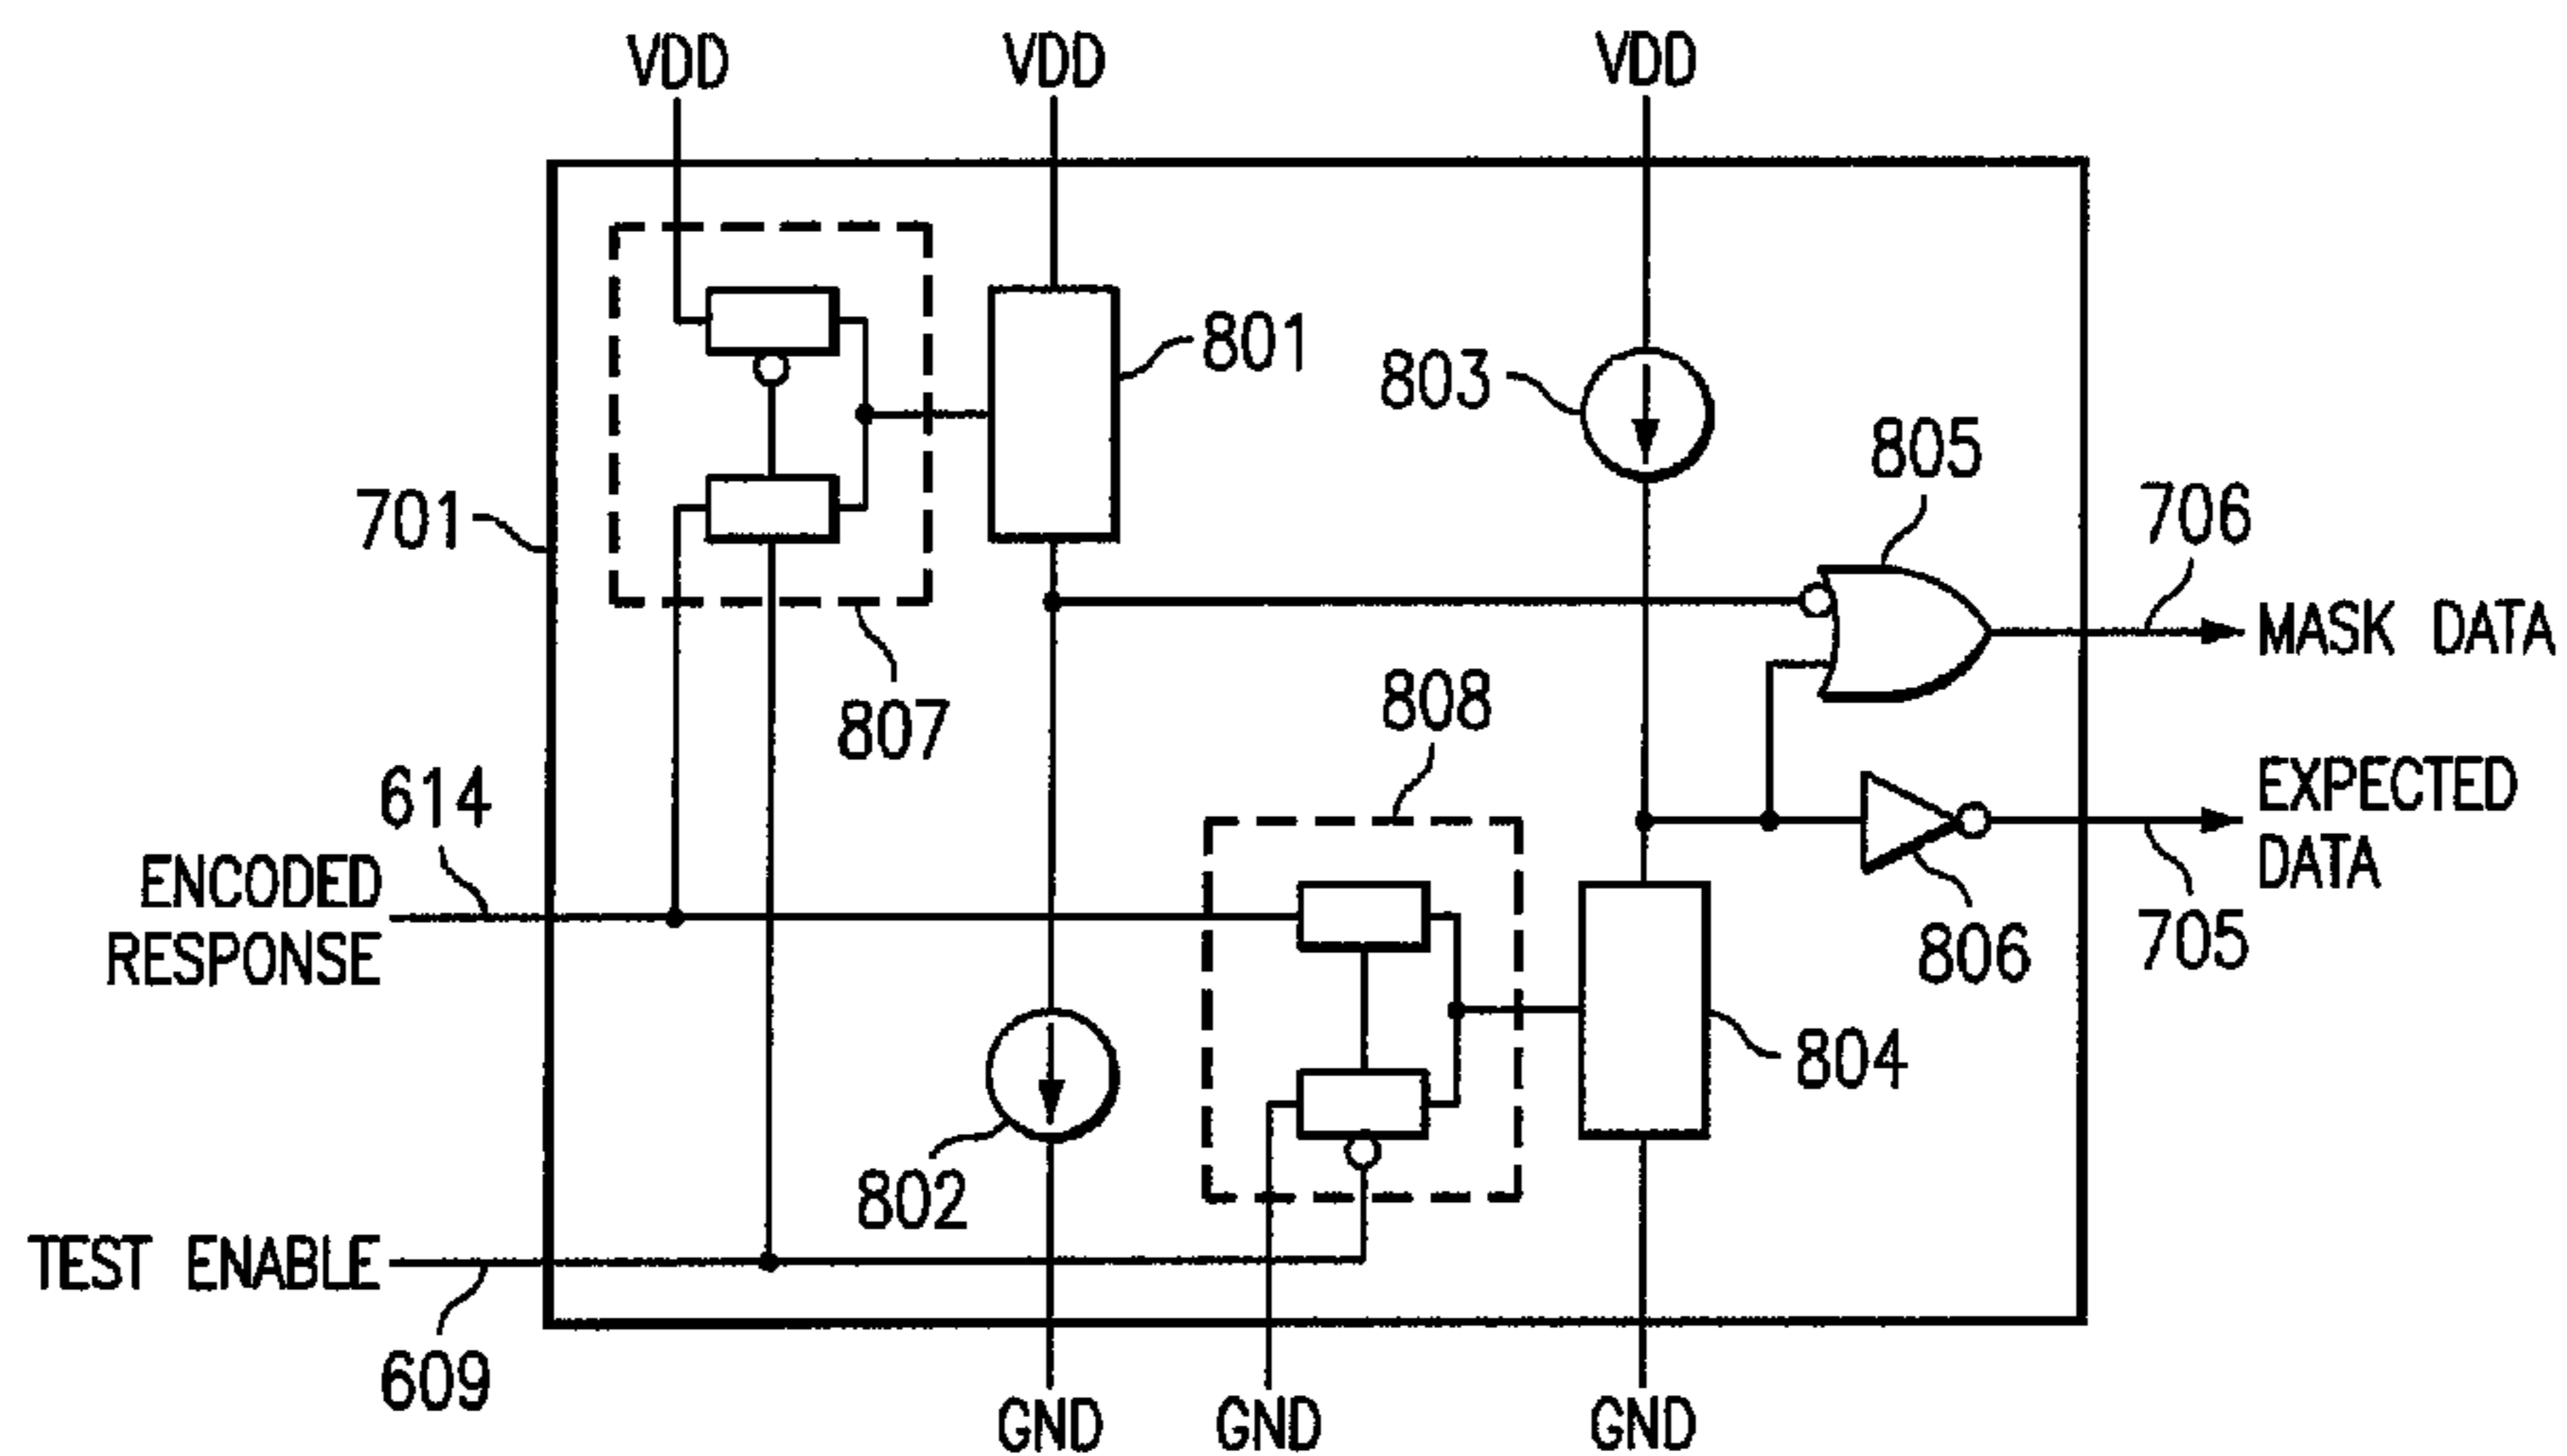 VDD VDD VDD
801
803
805
701
706
MASK DATA
807
808
614
EXPECTED
DATA
ENCODED
RESPONSE
806
705
804
802
TEST ENABLE
609
GND GND GND